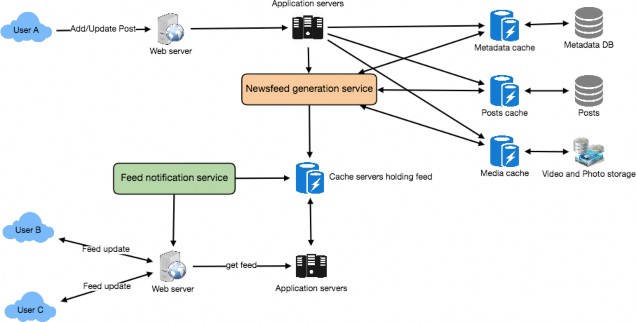 Application servers
User A
Add/Update Post
Web server
Metadata cache
Metadata DB
Newsfeed generation service
Posts cache
Posts
Feed notification service
Cache servers holding feed
Media cache
Video and Photo storage
User B
Feed update
Feed update
get feed
Web server
Application servers
User C